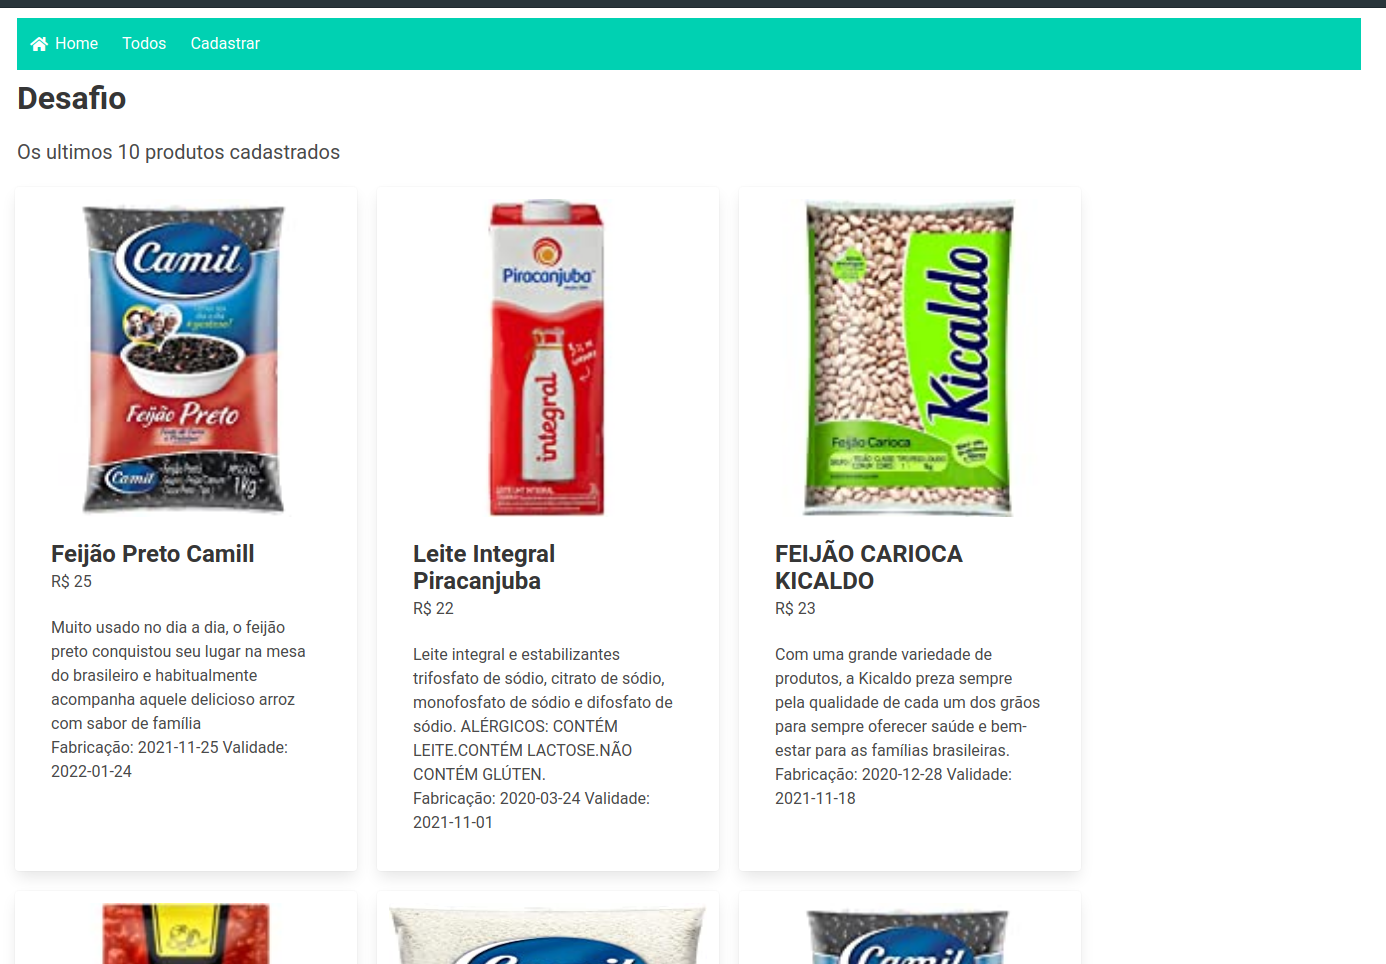 Home Todos Cadastrar
Desafio
Os ultimos 10 produtos cadastrados
Camil
Feijão Preto
Camil
1Kg
Feijão Preto Camill
R$ 25
Muito usado no dia a dia, o feijão
preto conquistou seu lugar na mesa
do brasileiro e habitualmente
acompanha aquele delicioso arroz
com sabor de família
Fabricação: 2021-11-25 Validade:
2022-01-24
Piracanjuba
integral
Leite Integral
Piracanjuba
R$ 22
Leite integral e estabilizantes
trifosfato de sódio, citrato de sódio,
monofosfato de sódio e difosfato de
sódio. ALÉRGICOS: CONTÉM
LEITE.CONTÉM LACTOSE.NÃO
CONTÉM GLÚTEN.
Fabricação: 2020-03-24 Validade:
2021-11-01
Kicaldo
Feijão Carioca
FEIJÃO CARIOCA
KICALDO
R$ 23
Com uma grande variedade de
produtos, a Kicaldo preza sempre
pela qualidade de cada um dos grãos
para sempre oferecer saúde e bem-
estar para as famílias brasileiras.
Fabricação: 2020-12-28 Validade:
2021-11-18
Camil
Camil